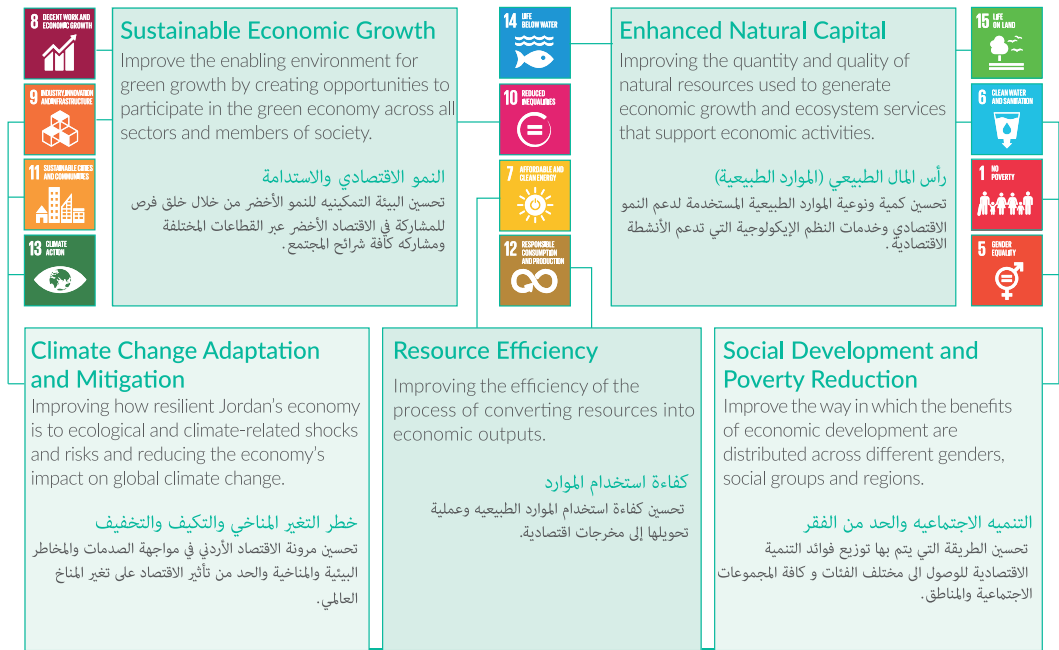 8 DECENT WORK AND
ECONOMIC GROWTH
Sustainable Economic Growth
Improve the enabling environment for
green growth by creating opportunities to
participate in the green economy across all
sectors and members of society.
النمو الاقتصادي والاستدامة
تحسين البيئة التمكينيه للنمو الأخضر من خلال خلق فرص
للمشاركة في الاقتصاد الأخضر عبر القطاعات المختلفة
ومشاركه كافة شرائح المجتمع.
9 INDUSTRY, INNOVATION
AND INFRASTRUCTURE
11 SUSTAINABLE CITIES
AND COMMUNITIES
13 CLIMATE
ACTION
14 LIFE
BELOW WATER
10 REDUCED
INEQUALITIES
7 AFFORDABLE AND
CLEAN ENERGY
12 RESPONSIBLE
CONSUMPTION
AND PRODUCTION
Enhanced Natural Capital
Improving the quantity and quality of
natural resources used to generate
economic growth and ecosystem services
that support economic activities.
رأس المال الطبيعي (الموارد الطبيعية)
تحسين كمية ونوعية الموارد الطبيعية المستخدمة لدعم النمو
الاقتصادي وخدمات النظم الإيكولوجية التي تدعم الأنشطة
الاقتصادية.
15 LIFE
ON LAND
6 CLEAN WATER
AND SANITATION
1 NO
POVERTY
5 GENDER
EQUALITY
Climate Change Adaptation
and Mitigation
Improving how resilient Jordan's economy
is to ecological and climate-related shocks
and risks and reducing the economy's
impact on global climate change.
خطر التغير المناخي والتكيف والتخفيف
تحسين مرونة الاقتصاد الأردني في مواجهة الصدمات والمخاطر
البيئية والمناخية والحد من تأثير الاقتصاد على تغير المناخ
العالمي.
Resource Efficiency
Improving the efficiency of the
process of converting resources into
economic outputs.
كفاءة استخدام الموارد
تحسين كفاءة استخدام الموارد الطبيعيه وعملية
تحويلها إلى مخرجات اقتصادية.
Social Development and
Poverty Reduction
Improve the way in which the benefits
of economic development are
distributed across different genders,
social groups and regions.
التنميه الاجتماعيه والحد من الفقر
تحسين الطريقة التي يتم بها توزيع فوائد التنمية
الاقتصادية للوصول الى مختلف الفئات و كافة المجموعات
الاجتماعية والمناطق.